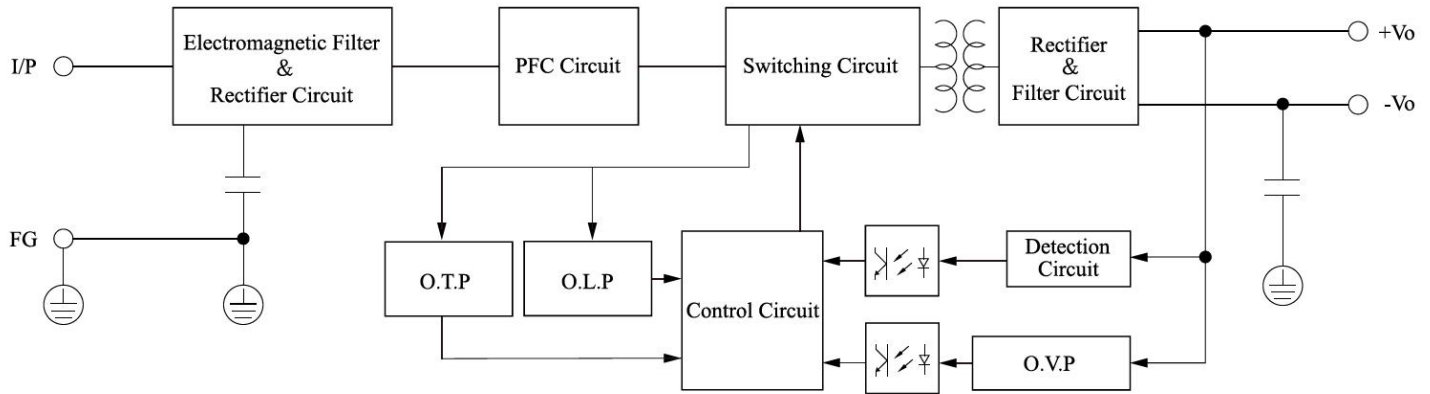 I/P
Electromagnetic Filter
&
Rectifier Circuit
PFC Circuit
Switching Circuit
Rectifier
&
Filter Circuit
+Vo
-Vo
FG
O.T.P
O.L.P
Control Circuit
Detection
Circuit
O.V.P